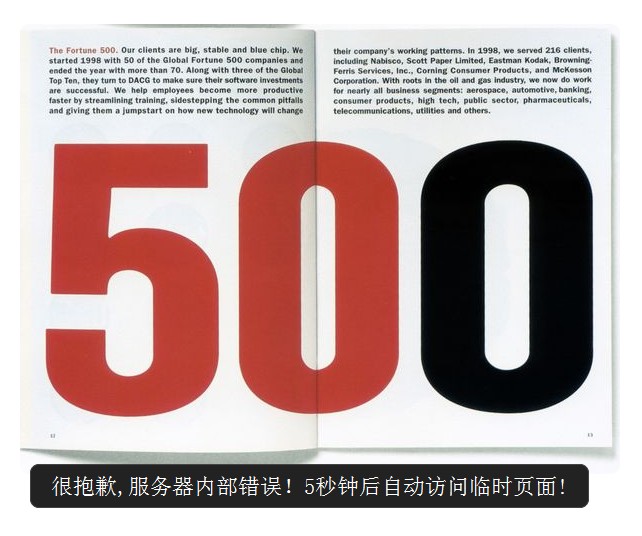 The Fortune 500. Our clients are big, stable and blue chip. We
started 1998 with 50 of the Global Fortune 500 companies and
ended the year with more than 70. Along with three of the Global
Top Ten, they turn to DACG to make sure their software investments
are successful. We help employees become more productive
faster by streamlining training, sidestepping the common pitfalls
and giving them a jumpstart on how new technology will change
their company's working patterns. In 1998, we served 216 clients,
including Nabisco, Scott Paper Limited, Eastman Kodak, Browning-
Ferris Services, Inc., Corning Consumer Products, and McKesson
Corporation. With roots in the oil and gas industry, we now do work
for nearly all business segments: aerospace, automotive, banking,
consumer products, high tech, public sector, pharmaceuticals,
telecommunications, utilities and others.
500
12
13
很抱歉,服务器内部错误！5秒钟后自动访问临时页面！